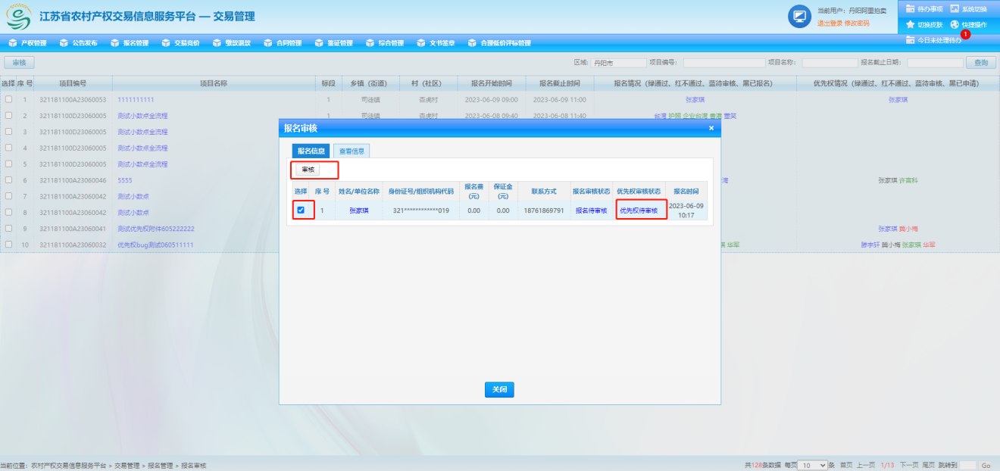 江苏省农村产权交易信息服务平台 — 交易管理
当前用户：丹阳阿里拍卖
退出登录 修改密码
待办事项 系统切换
切换皮肤 快捷操作
1
今日未处理待办
产权管理 公告发布 报名管理 交易竞价 缴款退款 合同管理 鉴证管理 综合管理 文书签章 合理低价评标管理
审核 区域: 丹阳市 项目编号: 项目名称: 报名截止日期: 查询
选择 序号 项目编号 项目名称 标段 乡镇（街道） 村（社区） 报名开始时间 报名截止时间 报名情况（绿通过、红不通过、蓝待审核、黑已报名） 优先权情况（绿通过、红不通过、蓝待审核、黑已申请）
1 321181100A23060053 1111111111 1 司徒镇 杏虎村 2023-06-09 09:00 2023-06-09 11:00 张家琪 张家琪
2 321181100D23060005 测试小数点全流程 1 司徒镇 杏虎村 2023-06-08 09:40 2023-06-08 11:40 台湾 护照 企业台湾 香港 董笑
3 321181100D23060005 测试小数点全流程
4 321181100D23060005 测试小数点全流程
5 321181100D23060005 测试小数点全流程
6 321181100A23060046 5555 湾 张家琪 许富科
7 321181100A23060042 测试小数点
8 321181100A23060042 测试小数点
9 321181100A23060041 测试优先权附件605222222 张家琪 龚小梅
10 321181100A23060032 优先权bug测试060511111 琪 华军 滕宇轩 龚小梅 张家琪 华军
报名审核 ×
报名信息 查看信息
审核
选择 序号 姓名/单位名称 身份证号/组织机构代码 报名费(元) 保证金(元) 联系方式 报名审核状态 优先权审核状态 报名时间
1 张家琪 321************019 0.00 0.00 18761869791 报名待审核 优先权待审核 2023-06-09 10:17
关闭
当前位置：农村产权交易信息服务平台 > 交易管理 > 报名管理 > 报名审核
共128条数据 每页 10 条 首页 上一页 1/13 下一页 尾页 跳转到 Go